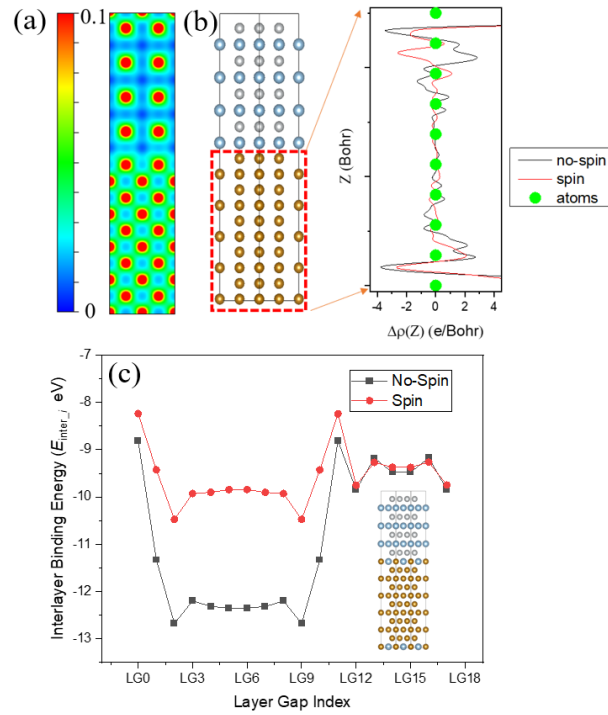 (a)
0.1
0
(b)
Z (Bohr)
-4
-2
0
2
4
Δρ(Z) (e/Bohr)
no-spin
spin
atoms
(c)
No-Spin
Spin
-7
-8
-9
-10
-11
-12
-13
Interlayer Binding Energy (E_inter_i eV)
LG0
LG3
LG6
LG9
LG12
LG15
LG18
Layer Gap Index